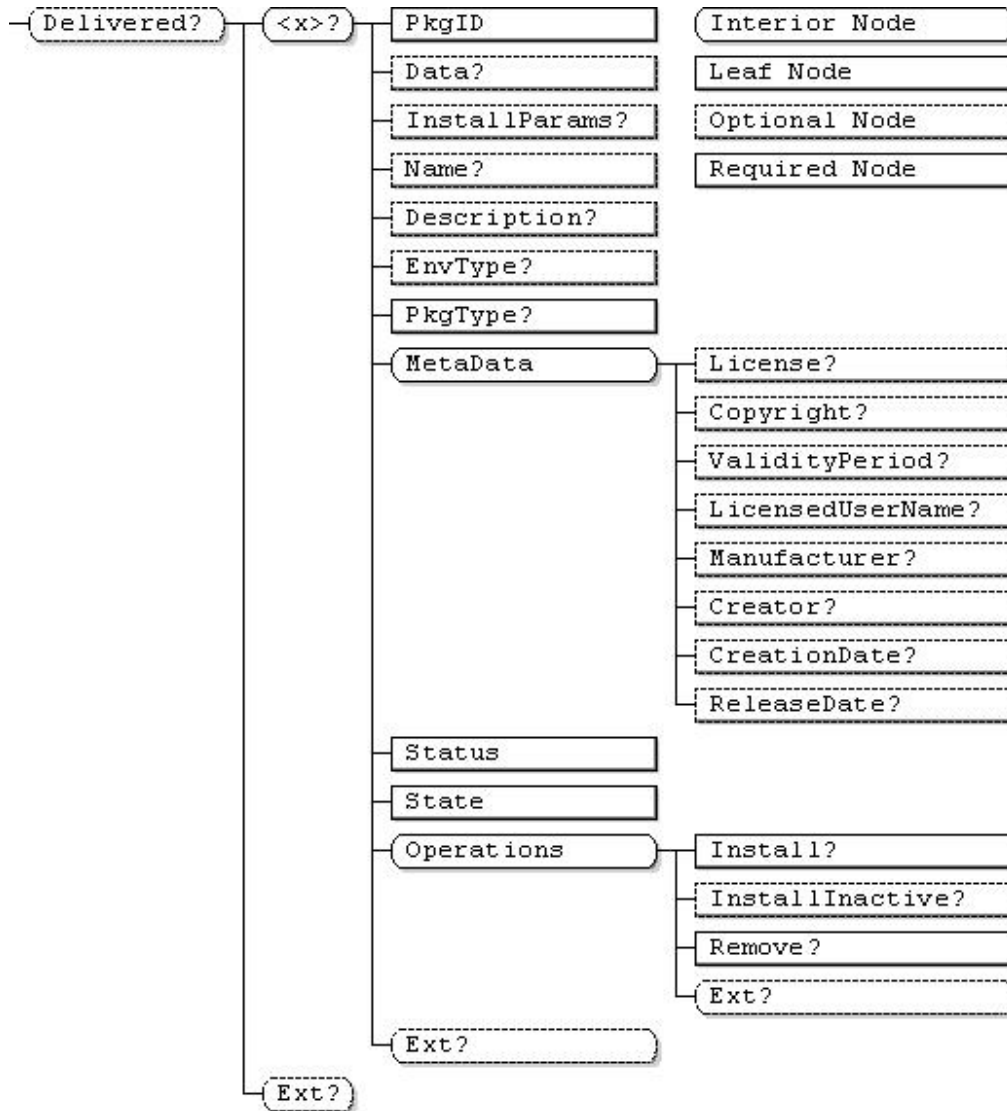 Delivered?
<x>?
PkgID
Interior Node
Data?
Leaf Node
InstallParams?
Optional Node
Name?
Required Node
Description?
EnvType?
PkgType?
MetaData
License?
Copyright?
ValidityPeriod?
LicensedUserName?
Manufacturer?
Creator?
CreationDate?
ReleaseDate?
Status
State
Operations
Install?
InstallInactive?
Remove?
Ext?
Ext?
Ext?